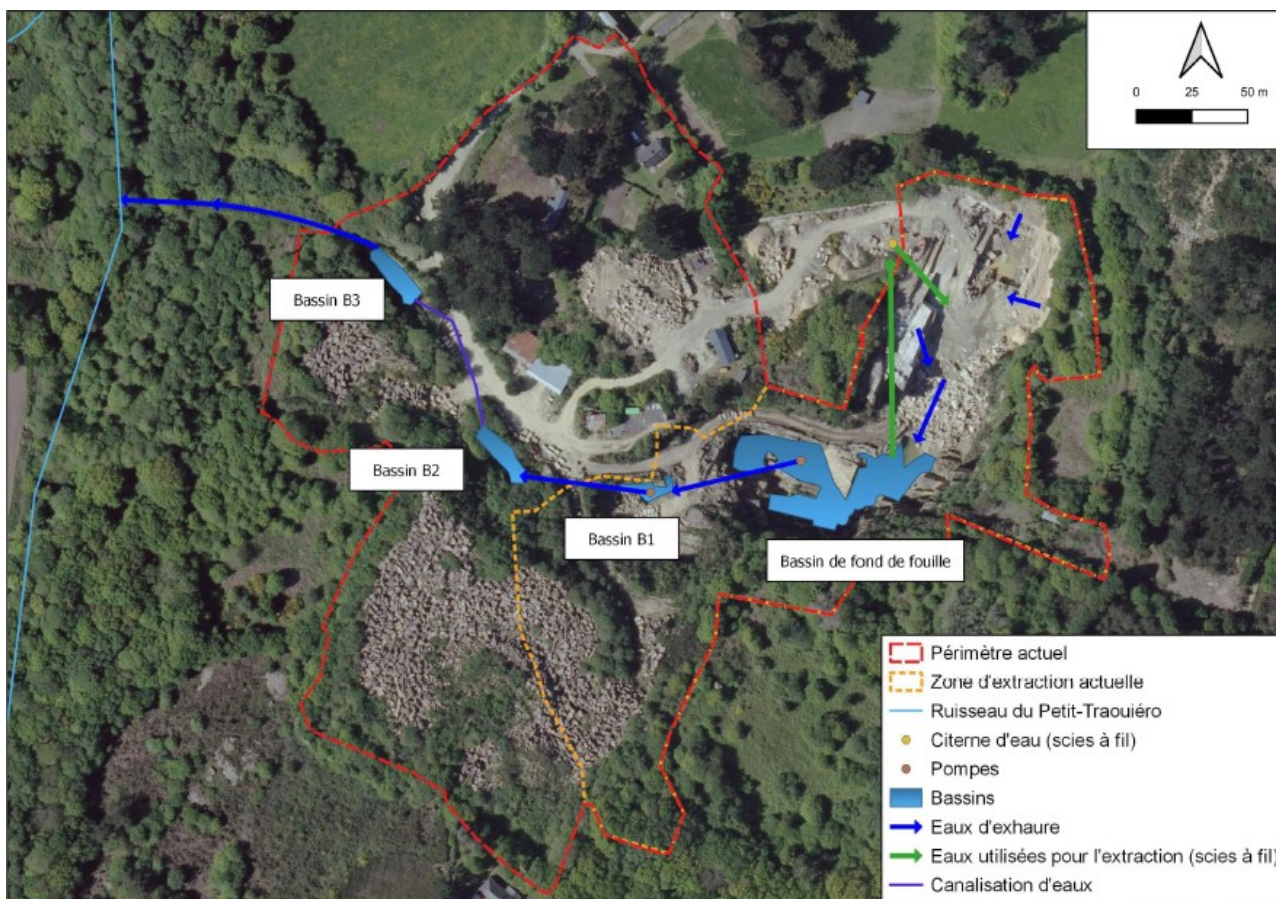 0 25 50 m
Bassin B3
Bassin B2
Bassin B1
Bassin de fond de fouille
Périmètre actuel
Zone d'extraction actuelle
Ruisseau du Petit-Traouiéro
Citerne d'eau (scies à fil)
Pompes
Bassins
Eaux d'exhaure
Eaux utilisées pour l'extraction (scies à fil)
Canalisation d'eaux